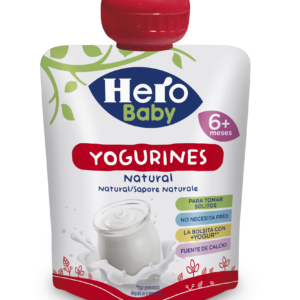 Hero
Baby
6+
meses
YOGURINES
Natural
Natural/Sapore Naturale
PARA TOMAR
SOLITOS
NO NECESITA FRÍO
LA BOLSITA CON
+YOGUR**
FUENTE DE CALCIO